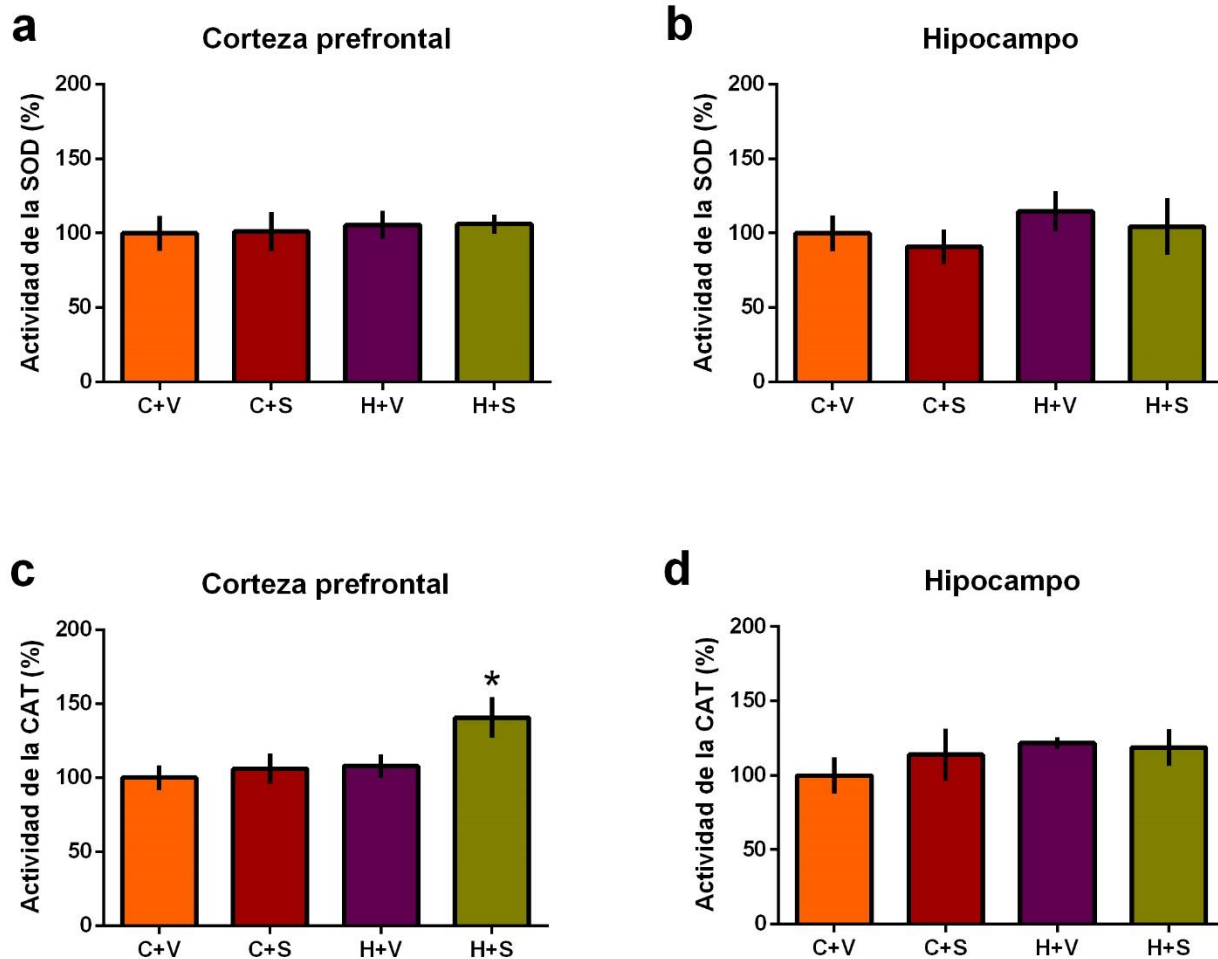 a
Corteza prefrontal
Actividad de la SOD (%)
200
150
100
50
0
C+V C+S H+V H+S
b
Hipocampo
Actividad de la SOD (%)
200
150
100
50
0
C+V C+S H+V H+S
c
Corteza prefrontal
Actividad de la CAT (%)
200
150
100
50
0
*
C+V C+S H+V H+S
d
Hipocampo
Actividad de la CAT (%)
200
150
100
50
0
C+V C+S H+V H+S